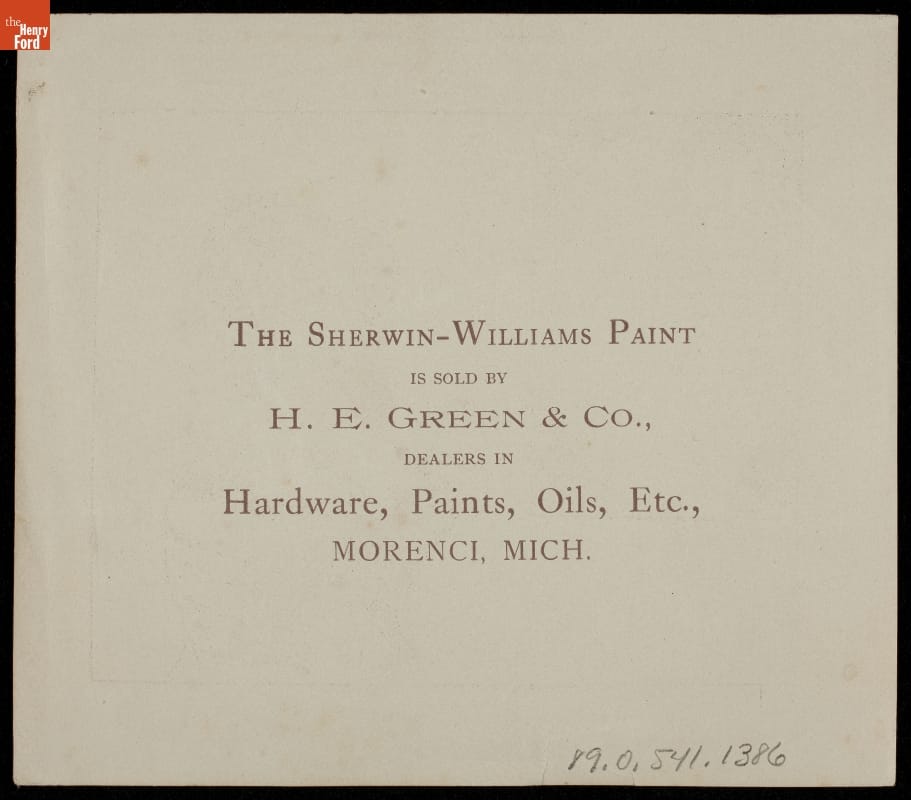 the
Henry
Ford
THE SHERWIN-WILLIAMS PAINT
IS SOLD BY
H. E. GREEN & CO.,
DEALERS IN
Hardware, Paints, Oils, Etc.,
MORENCI, MICH.
89.0.541.1386